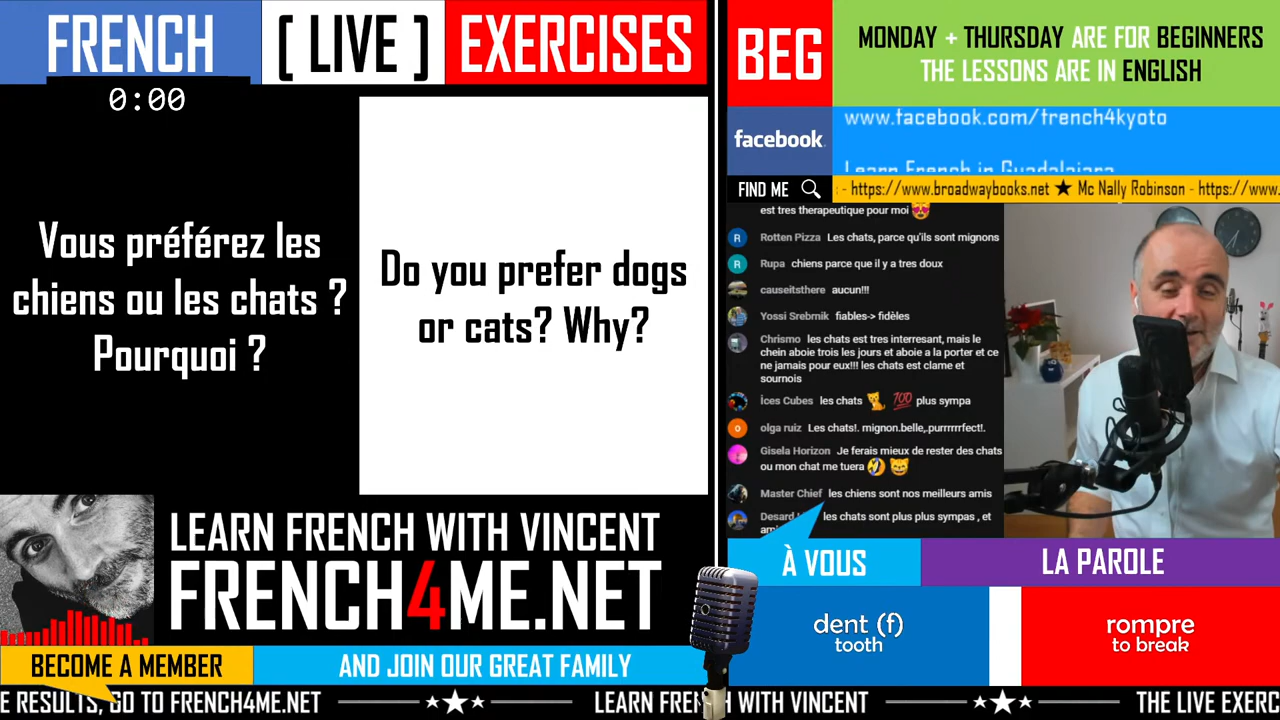 FRENCH
[ LIVE ]
EXERCISES
0:00
Vous préférez les
chiens ou les chats ?
Pourquoi ?
Do you prefer dogs
or cats? Why?
LEARN FRENCH WITH VINCENT
FRENCH4ME.NET
BECOME A MEMBER
AND JOIN OUR GREAT FAMILY
BEG
MONDAY + THURSDAY ARE FOR BEGINNERS
THE LESSONS ARE IN ENGLISH
facebook
www.facebook.com/french4kyoto
Learn French in Guadalajara
FIND ME
- https://www.broadwaybooks.net ★ Mc Nally Robinson - https://www.
est tres therapeutique pour moi 😻
R Rotten Pizza Les chats, parce qu'ils sont mignons
R Rupa chiens parce que il y a tres doux
causeitsthere aucun!!!
Yossi Srebrnik fiables-> fidèles
Chrismo les chats est tres interresant, mais le
chein aboie trois les jours et aboie a la porter et ce
ne jamais pour eux!!! les chats est clame et
sournois
İces Cubes les chats 🐈 💯 plus sympa
o olga ruiz Les chats!. mignon.belle,.purrrrrrfect!.
Gisela Horizon Je ferais mieux de rester des chats
ou mon chat me tuera 🤣 😸
Master Chief les chiens sont nos meilleurs amis
Desard les chats sont plus plus sympas , et
À VOUS
LA PAROLE
dent (f)
tooth
rompre
to break
E RESULTS, GO TO FRENCH4ME.NET
LEARN FRENCH WITH VINCENT
THE LIVE EXERC